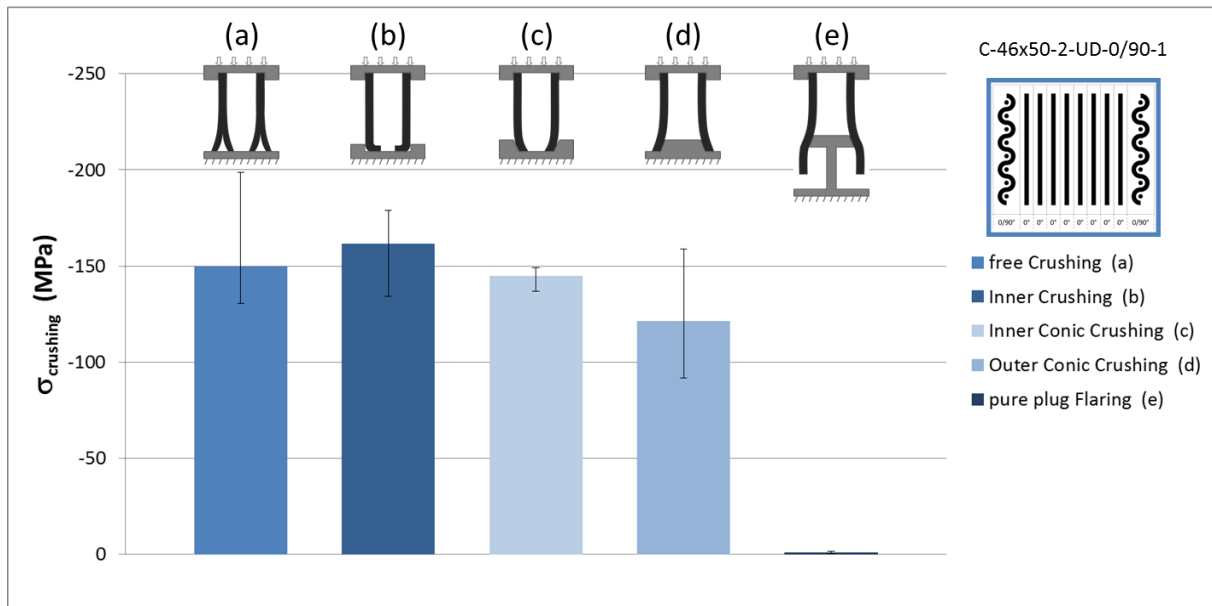 (a) (b) (c) (d) (e)
C-46x50-2-UD-0/90-1
-250
-200
-150
-100
-50
0
σcrushing (MPa)
0/90° 0° 0° 0° 0° 0° 0° 0° 0° 0/90°
free Crushing (a)
Inner Crushing (b)
Inner Conic Crushing (c)
Outer Conic Crushing (d)
pure plug Flaring (e)